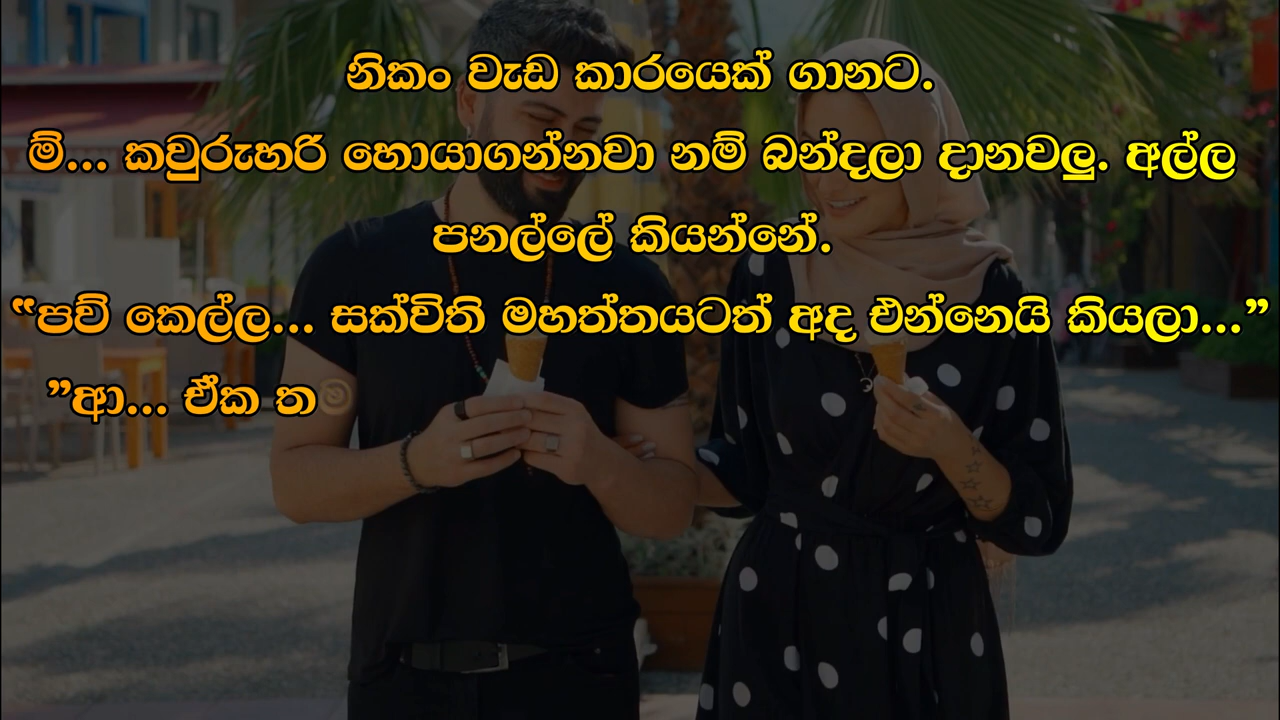 නිකං වැඩ කාරයෙක් ගානට.
ම්... කවුරුහරි හොයාගන්නවා නම් බන්දලා දානවලු. අල්ල
පනල්ලේ කියන්නේ.
“පව් කෙල්ල... සක්විති මහත්තයටත් අද එන්නෙයි කියලා...”
”ආ... ඒක තම